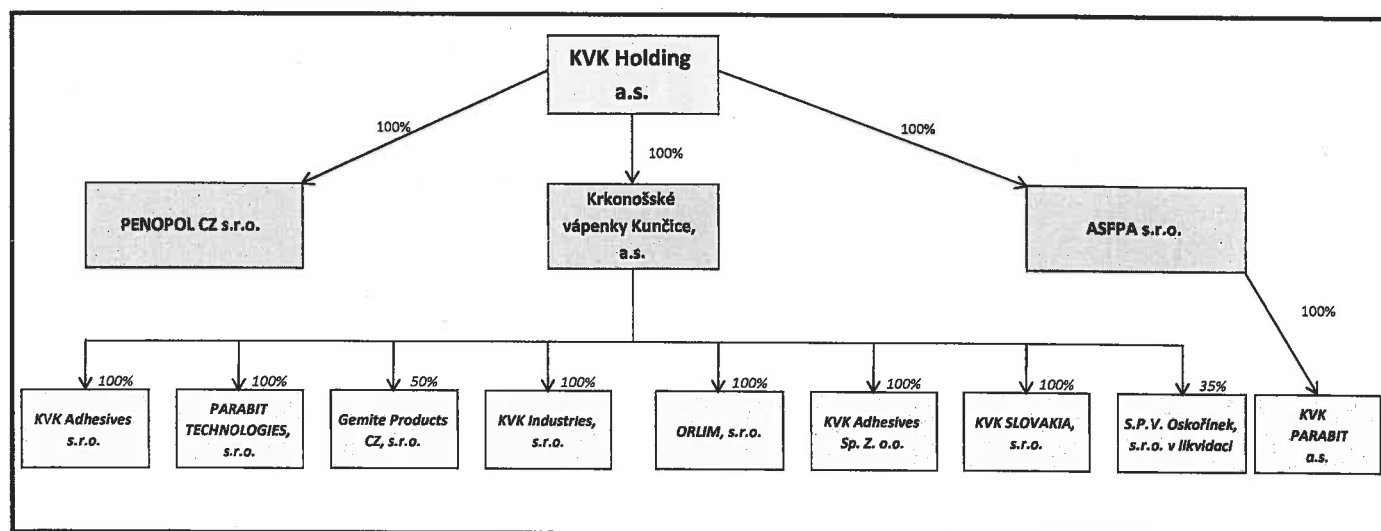 KVK Holding
a.s.
100%
100%
100%
PENOPOL CZ s.r.o.
Krkonošské
vápenky Kunčice,
a.s.
ASFPA s.r.o.
100%
100%
100%
50%
100%
100%
100%
100%
35%
KVK Adhesives
s.r.o.
PARABIT
TECHNOLOGIES,
s.r.o.
Gemite Products
CZ, s.r.o.
KVK Industries,
s.r.o.
ORLIM, s.r.o.
KVK Adhesives
Sp. Z. o.o.
KVK SLOVAKIA,
s.r.o.
S.P.V. Oskořínek,
s.r.o. v likvidaci
KVK
PARABIT
a.s.